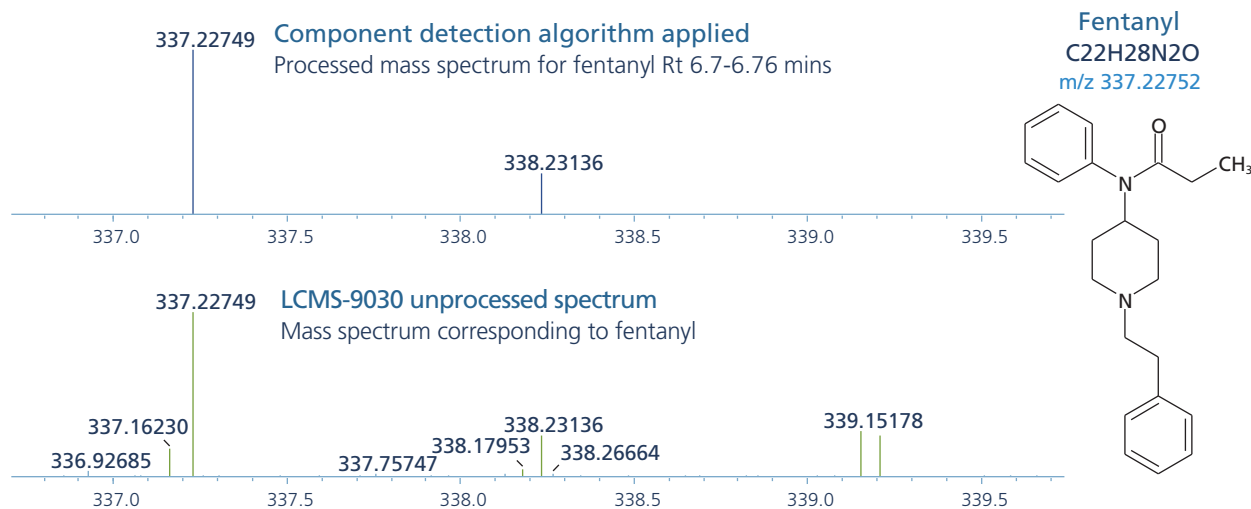 337.22749
Component detection algorithm applied
Processed mass spectrum for fentanyl Rt 6.7-6.76 mins
338.23136
337.0 337.5 338.0 338.5 339.0 339.5
337.22749
LCMS-9030 unprocessed spectrum
Mass spectrum corresponding to fentanyl
337.16230
336.92685
337.75747
338.17953
338.23136
338.26664
339.15178
337.0 337.5 338.0 338.5 339.0 339.5
Fentanyl
C22H28N2O
m/z 337.22752
O
CH3
N
N